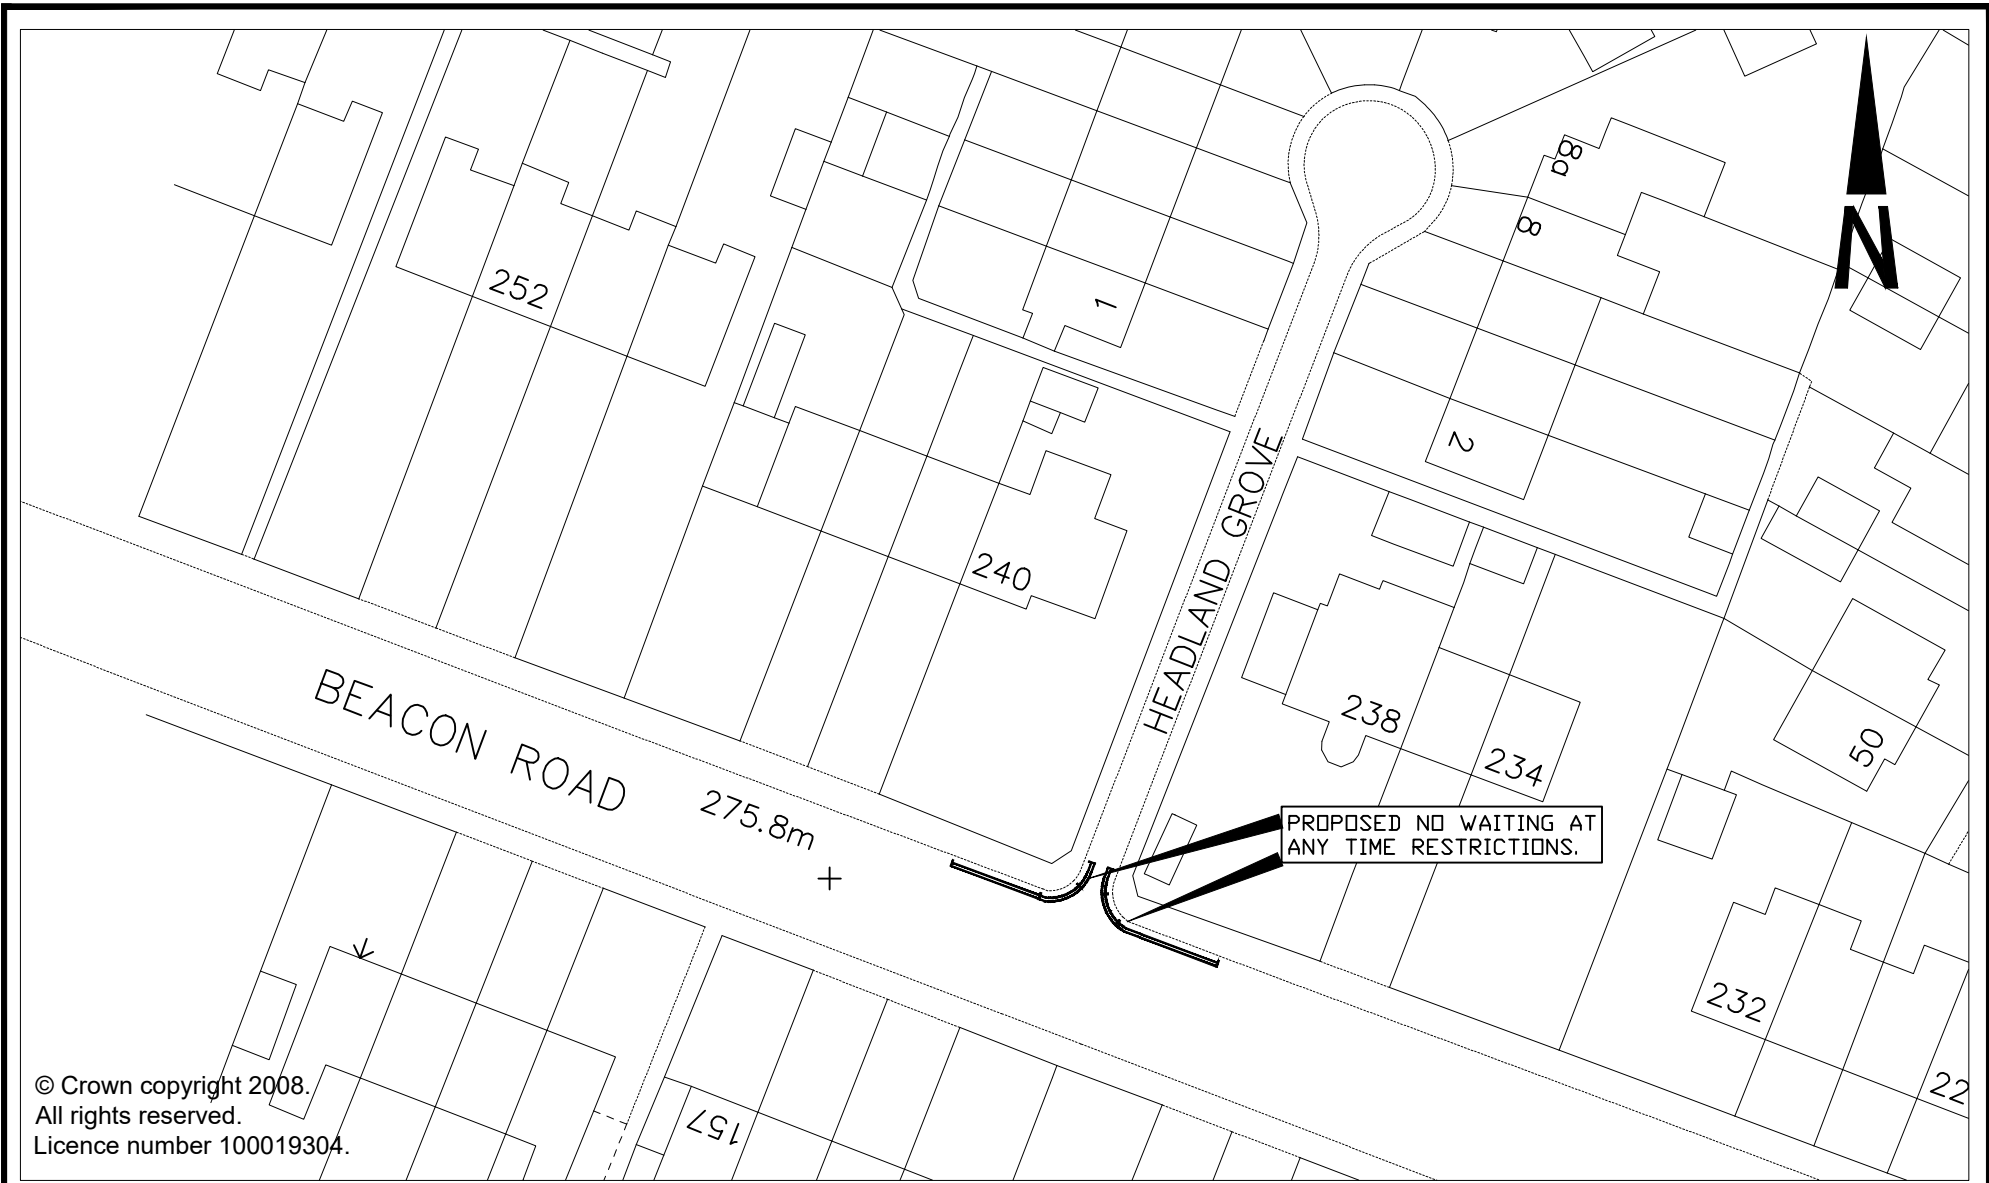 N
8a
8
252
1
2
HEADLAND GROVE
240
238
234
50
BEACON ROAD
275.8m
PROPOSED NO WAITING AT
ANY TIME RESTRICTIONS.
232
22
157
© Crown copyright 2008.
All rights reserved.
Licence number 100019304.